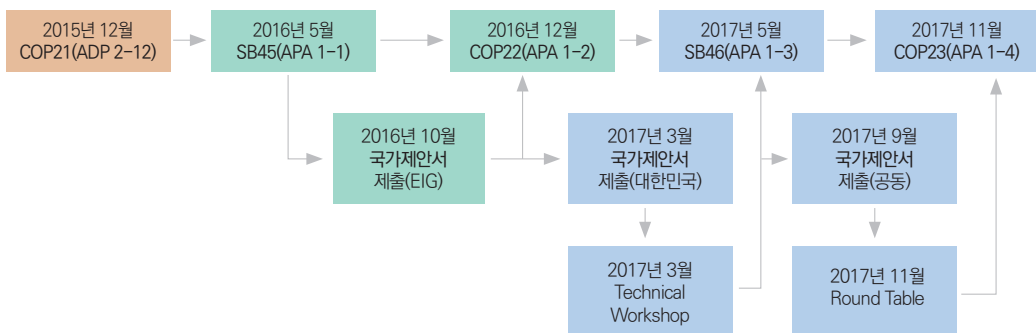 2015년 12월
COP21(ADP 2-12)
2016년 5월
SB45(APA 1-1)
2016년 12월
COP22(APA 1-2)
2017년 5월
SB46(APA 1-3)
2017년 11월
COP23(APA 1-4)
2016년 10월
국가제안서
제출(EIG)
2017년 3월
국가제안서
제출(대한민국)
2017년 9월
국가제안서
제출(공동)
2017년 3월
Technical
Workshop
2017년 11월
Round Table